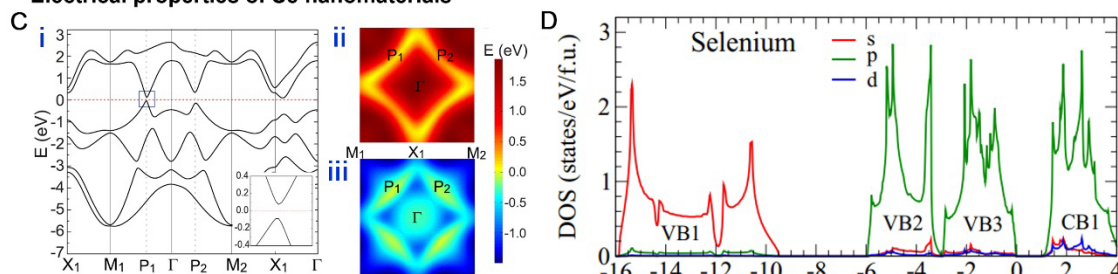 Electrical properties of Se nanomaterials
C
i
3
2
1
0
-1
-2
-3
-4
-5
-6
-7
E (eV)
X1 M1 P1 Γ P2 M2 X1 Γ
0.4
0.2
0.0
-0.2
-0.4
ii
P1 P2
Γ
M1 X1 M2
iii
P1 P2
Γ
E (eV)
1.5
1.0
0.5
0.0
-0.5
-1.0
D
DOS (states/eV/f.u.)
3
2
1
0
Selenium
s
p
d
VB1 VB2 VB3 CB1
-16 -14 -12 -10 -8 -6 -4 -2 0 2 4